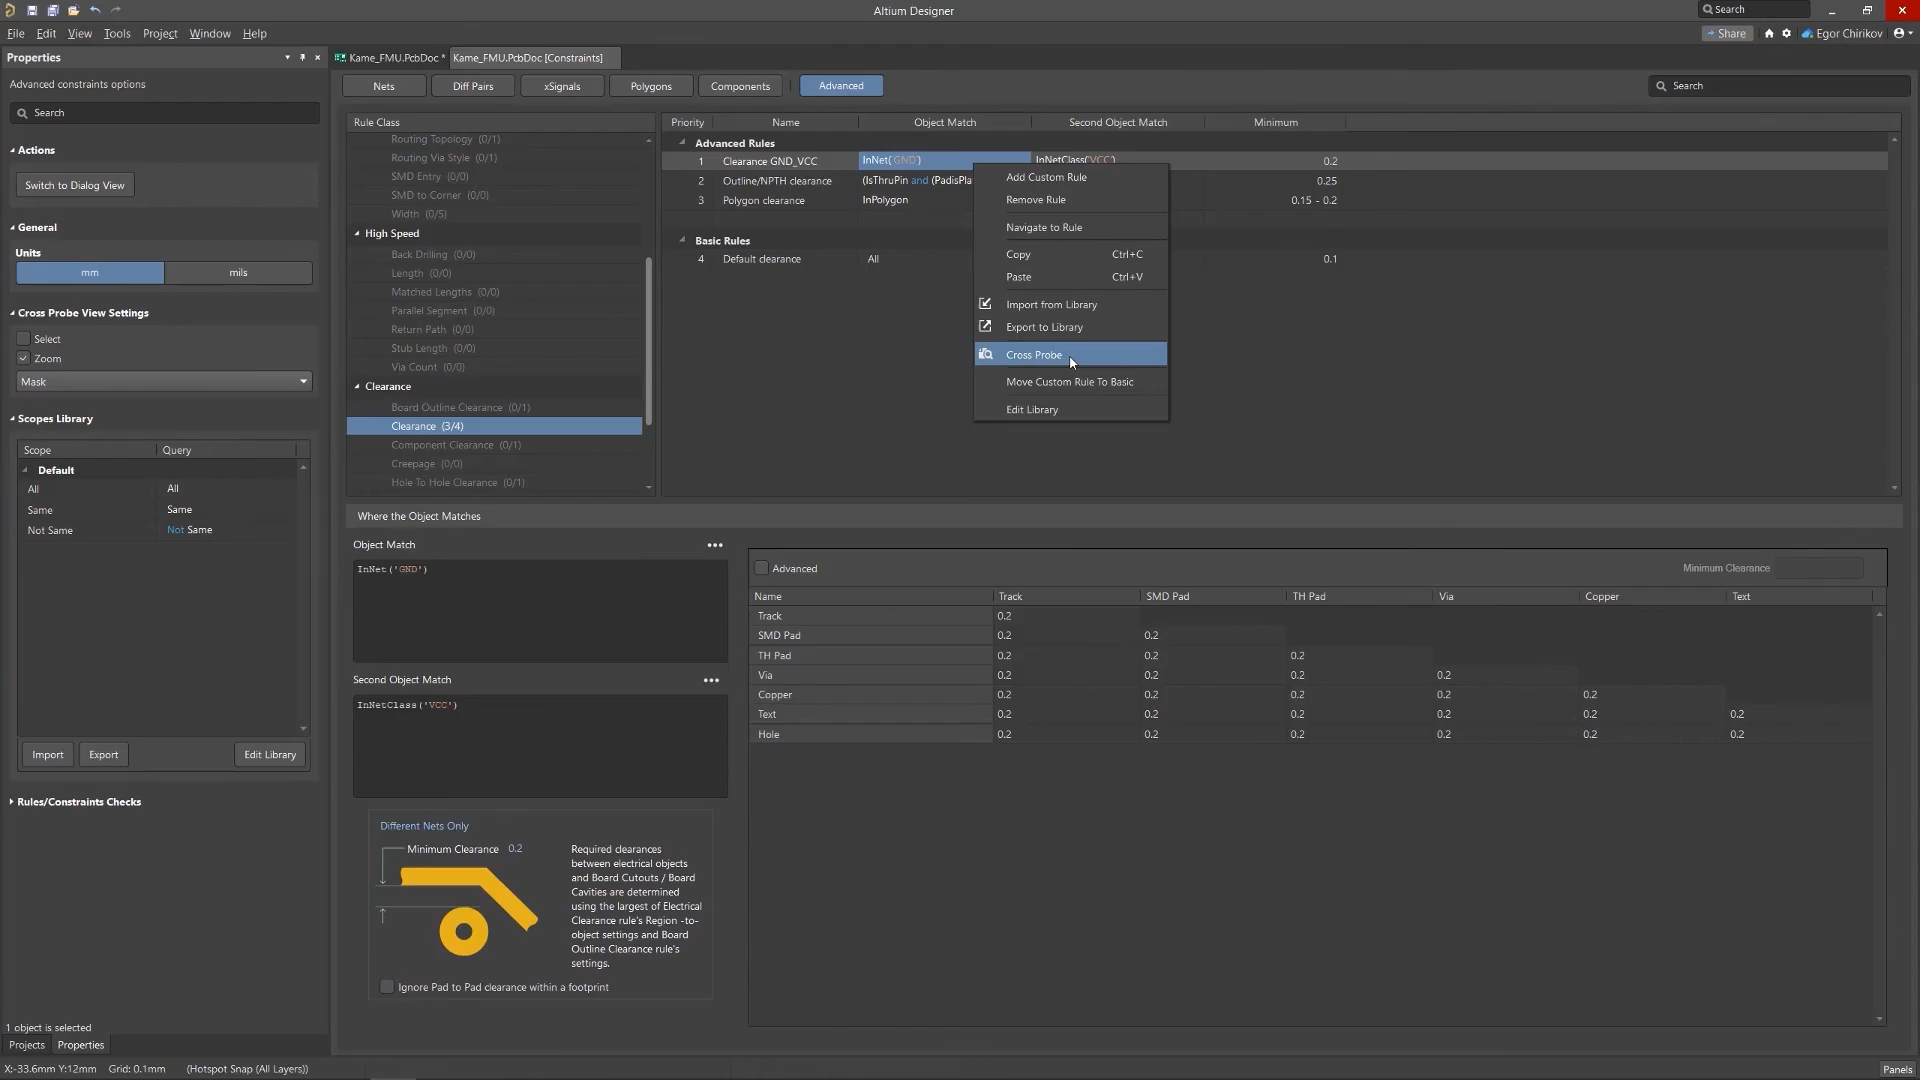 Altium Designer
Search
File Edit View Tools Project Window Help
Share
Egor Chirikov
Properties
Kame_FMU.PcbDoc *
Kame_FMU.PcbDoc [Constraints]
Advanced constraints options
Search
Actions
Switch to Dialog View
General
Units
mm
mils
Cross Probe View Settings
Select
Zoom
Mask
Scopes Library
Scope Query
Default
All All
Same Same
Not Same Not Same
Import Export Edit Library
Rules/Constraints Checks
1 object is selected
Projects Properties
Nets Diff Pairs xSignals Polygons Components Advanced
Search
Rule Class
Routing Topology (0/1)
Routing Via Style (0/1)
SMD Entry (0/0)
SMD to Corner (0/0)
Width (0/5)
High Speed
Back Drilling (0/0)
Length (0/0)
Matched Lengths (0/0)
Parallel Segment (0/0)
Return Path (0/0)
Stub Length (0/0)
Via Count (0/0)
Clearance
Board Outline Clearance (0/1)
Clearance (3/4)
Component Clearance (0/1)
Creepage (0/0)
Hole To Hole Clearance (0/1)
Priority Name Object Match Second Object Match Minimum
Advanced Rules
1 Clearance GND_VCC InNet('GND') InNetClass('VCC') 0.2
2 Outline/NPTH clearance (IsThruPin and (PadisPla 0.25
3 Polygon clearance InPolygon 0.15 - 0.2
Basic Rules
4 Default clearance All 0.1
Add Custom Rule
Remove Rule
Navigate to Rule
Copy Ctrl+C
Paste Ctrl+V
Import from Library
Export to Library
Cross Probe
Move Custom Rule To Basic
Edit Library
Where the Object Matches
Object Match
InNet('GND')
Second Object Match
InNetClass('VCC')
Different Nets Only
Minimum Clearance 0.2
Required clearances
between electrical objects
and Board Cutouts / Board
Cavities are determined
using the largest of Electrical
Clearance rule's Region -to-
object settings and Board
Outline Clearance rule's
settings.
Ignore Pad to Pad clearance within a footprint
Advanced
Minimum Clearance
Name Track SMD Pad TH Pad Via Copper Text
Track 0.2
SMD Pad 0.2 0.2
TH Pad 0.2 0.2 0.2
Via 0.2 0.2 0.2 0.2
Copper 0.2 0.2 0.2 0.2 0.2
Text 0.2 0.2 0.2 0.2 0.2 0.2
Hole 0.2 0.2 0.2 0.2 0.2 0.2
X:-33.6mm Y:12mm Grid: 0.1mm (Hotspot Snap (All Layers))
Panels